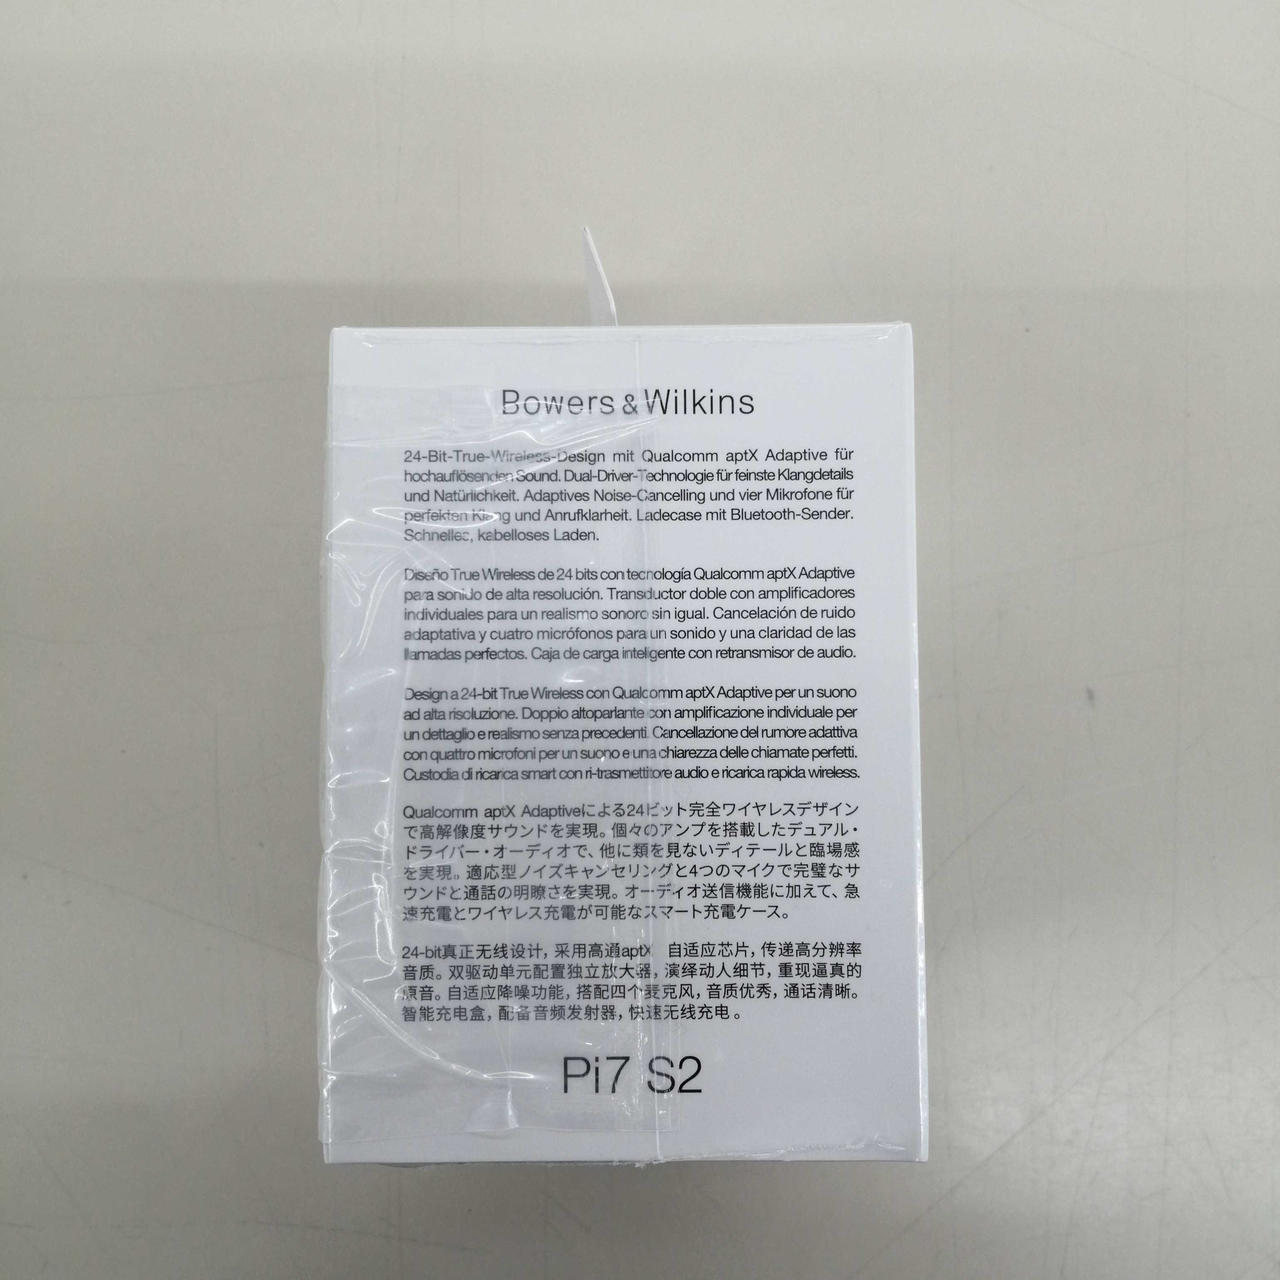 Bowers & Wilkins
24-Bit-True-Wireless-Design mit Qualcomm aptX Adaptive für
hochauflösenden Sound. Dual-Driver-Technologie für feinste Klangdetails
und Natürlichkeit. Adaptives Noise-Cancelling und vier Mikrofone für
perfekten Klang und Anrufklarheit. Ladecase mit Bluetooth-Sender.
Schnelles, kabelloses Laden.
Diseño True Wireless de 24 bits con tecnología Qualcomm aptX Adaptive
para sonido de alta resolución. Transductor doble con amplificadores
individuales para un realismo sonoro sin igual. Cancelación de ruido
adaptativa y cuatro micrófonos para un sonido y una claridad de las
llamadas perfectos. Caja de carga inteligente con retransmisor de audio.
Design a 24-bit True Wireless con Qualcomm aptX Adaptive per un suono
ad alta risoluzione. Doppio altoparlante con amplificazione individuale per
un dettaglio e realismo senza precedenti. Cancellazione del rumore adattiva
con quattro microfoni per un suono e una chiarezza delle chiamate perfetti.
Custodia di ricarica smart con ri-trasmettitore audio e ricarica rapida wireless.
Qualcomm aptX Adaptiveによる24ビット完全ワイヤレスデザイン
で高解像度サウンドを実現。個々のアンプを搭載したデュアル・
ドライバー・オーディオで、他に類を見ないディテールと臨場感
を実現。適応型ノイズキャンセリングと4つのマイクで完璧なサ
ウンドと通話の明瞭さを実現。オーディオ送信機能に加えて、急
速充電とワイヤレス充電が可能なスマート充電ケース。
24-bit真正无线设计，采用高通aptX 自适应芯片，传递高分辨率
音质。双驱动单元配置独立放大器，演绎动人细节，重现逼真的
原音。自适应降噪功能，搭配四个麦克风，音质优秀，通话清晰。
智能充电盒，配备音频发射器，快速无线充电。
Pi7 S2